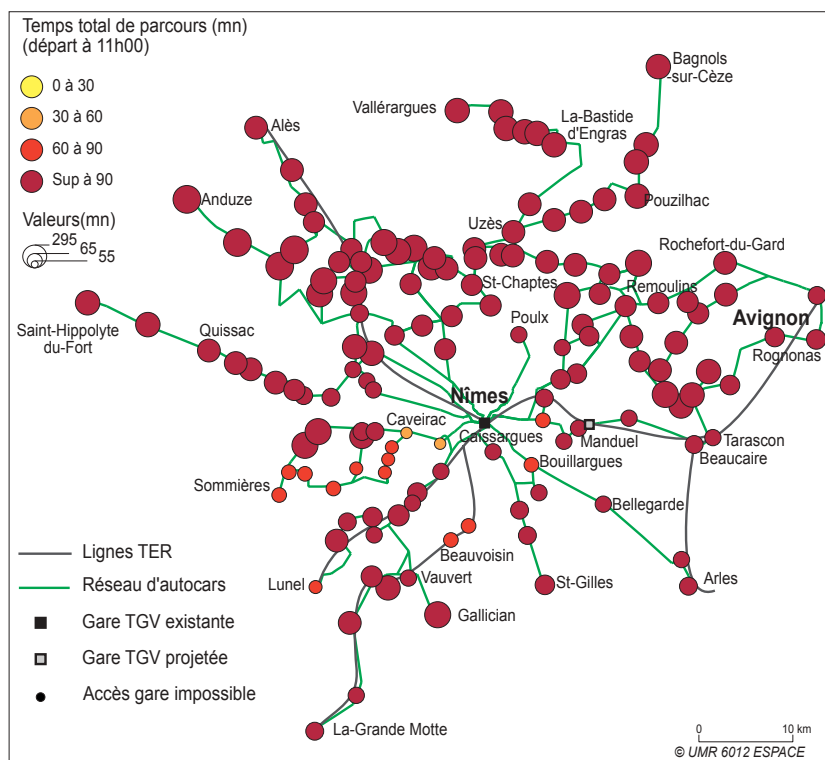 Temps total de parcours (mn)
(départ à 11h00)
0 à 30
30 à 60
60 à 90
Sup à 90
Valeurs(mn)
295
65
55
Bagnols
-sur-Cèze
Vallérargues
La-Bastide
d'Engras
Alès
Anduze
Pouzilhac
Uzès
Rochefort-du-Gard
St-Chaptes
Remoulins
Saint-Hippolyte
du-Fort
Quissac
Poulx
Avignon
Rognonas
Nîmes
Caveirac
Caissargues
Manduel
Tarascon
Beaucaire
Bouillargues
Sommières
Bellegarde
Beauvoisin
Lunel
Vauvert
St-Gilles
Arles
Gallician
La-Grande Motte
Lignes TER
Réseau d'autocars
Gare TGV existante
Gare TGV projetée
Accès gare impossible
0 10 km
© UMR 6012 ESPACE